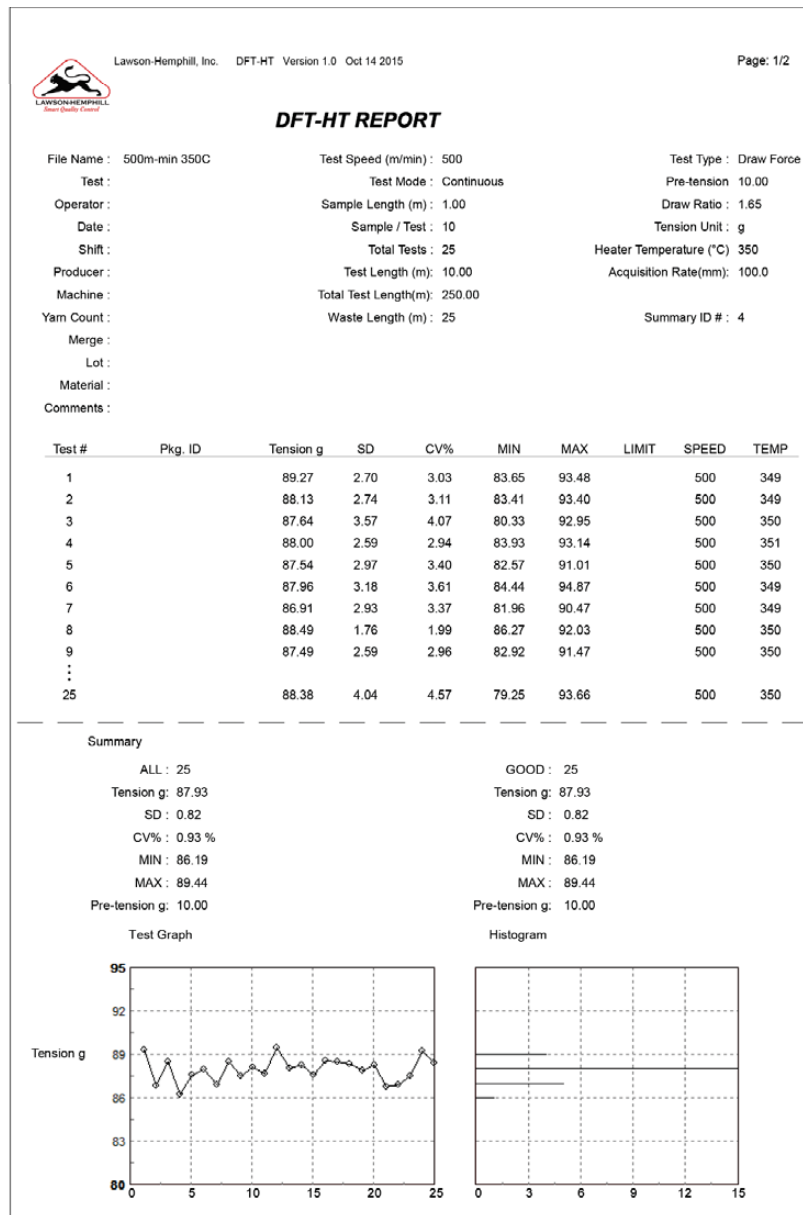 Lawson-Hemphill, Inc. DFT-HT Version 1.0 Oct 14 2015 Page: 1/2
LAWSON-HEMPHILL
Smart Quality Control
DFT-HT REPORT
File Name : 500m-min 350C Test Speed (m/min) : 500 Test Type : Draw Force
Test : Test Mode : Continuous Pre-tension 10.00
Operator : Sample Length (m) : 1.00 Draw Ratio : 1.65
Date : Sample / Test : 10 Tension Unit : g
Shift : Total Tests : 25 Heater Temperature (°C) 350
Producer : Test Length (m): 10.00 Acquisition Rate(mm): 100.0
Machine : Total Test Length(m): 250.00
Yarn Count : Waste Length (m) : 25 Summary ID # : 4
Merge :
Lot :
Material :
Comments :
Test # Pkg. ID Tension g SD CV% MIN MAX LIMIT SPEED TEMP
1 89.27 2.70 3.03 83.65 93.48 500 349
2 88.13 2.74 3.11 83.41 93.40 500 349
3 87.64 3.57 4.07 80.33 92.95 500 350
4 88.00 2.59 2.94 83.93 93.14 500 351
5 87.54 2.97 3.40 82.57 91.01 500 350
6 87.96 3.18 3.61 84.44 94.87 500 349
7 86.91 2.93 3.37 81.96 90.47 500 349
8 88.49 1.76 1.99 86.27 92.03 500 350
9 87.49 2.59 2.96 82.92 91.47 500 350
⋮
25 88.38 4.04 4.57 79.25 93.66 500 350
Summary
ALL : 25 GOOD : 25
Tension g: 87.93 Tension g: 87.93
SD : 0.82 SD : 0.82
CV% : 0.93 % CV% : 0.93 %
MIN : 86.19 MIN : 86.19
MAX : 89.44 MAX : 89.44
Pre-tension g: 10.00 Pre-tension g: 10.00
Test Graph Histogram
95
92
Tension g 89
86
83
80
0 5 10 15 20 25 0 3 6 9 12 15